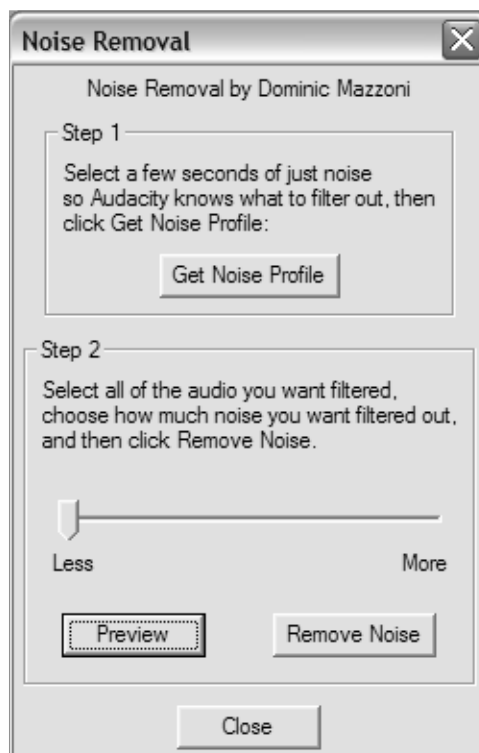 Noise Removal
Noise Removal by Dominic Mazzoni
Step 1
Select a few seconds of just noise
so Audacity knows what to filter out, then
click Get Noise Profile:
Get Noise Profile
Step 2
Select all of the audio you want filtered,
choose how much noise you want filtered out,
and then click Remove Noise.
Less More
Preview Remove Noise
Close